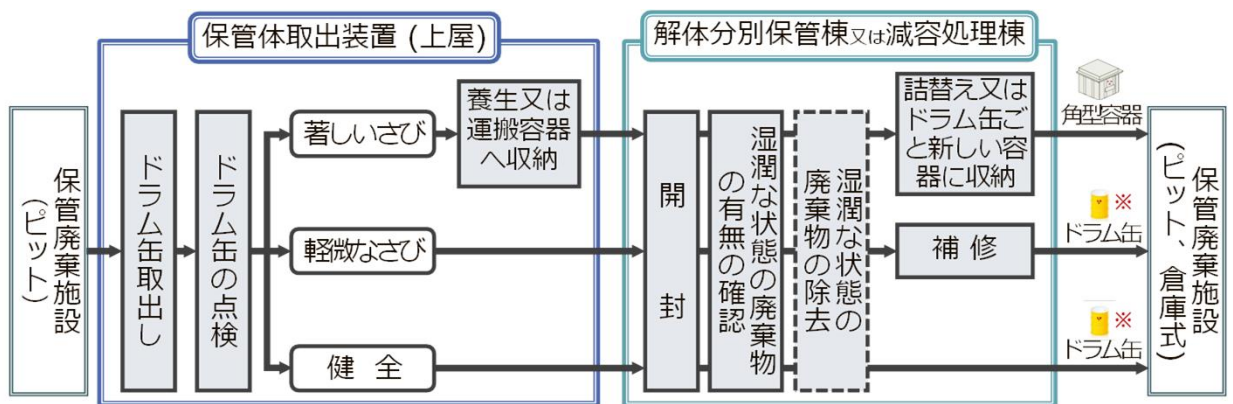 保管体取出装置 (上屋)
解体分別保管棟又は減容処理棟
保管廃棄施設
(ピット)
ドラム缶取出し
ドラム缶の点検
著しいさび
養生又は
運搬容器
へ収納
軽微なさび
健 全
開 封
湿潤な状態の廃棄物
の有無の確認
湿潤な状態の
廃棄物の除去
詰替え又は
ドラム缶ご
と新しい容
器に収納
補 修
角型容器
※
ドラム缶
※
ドラム缶
保管廃棄施設
(ピット、倉庫式)